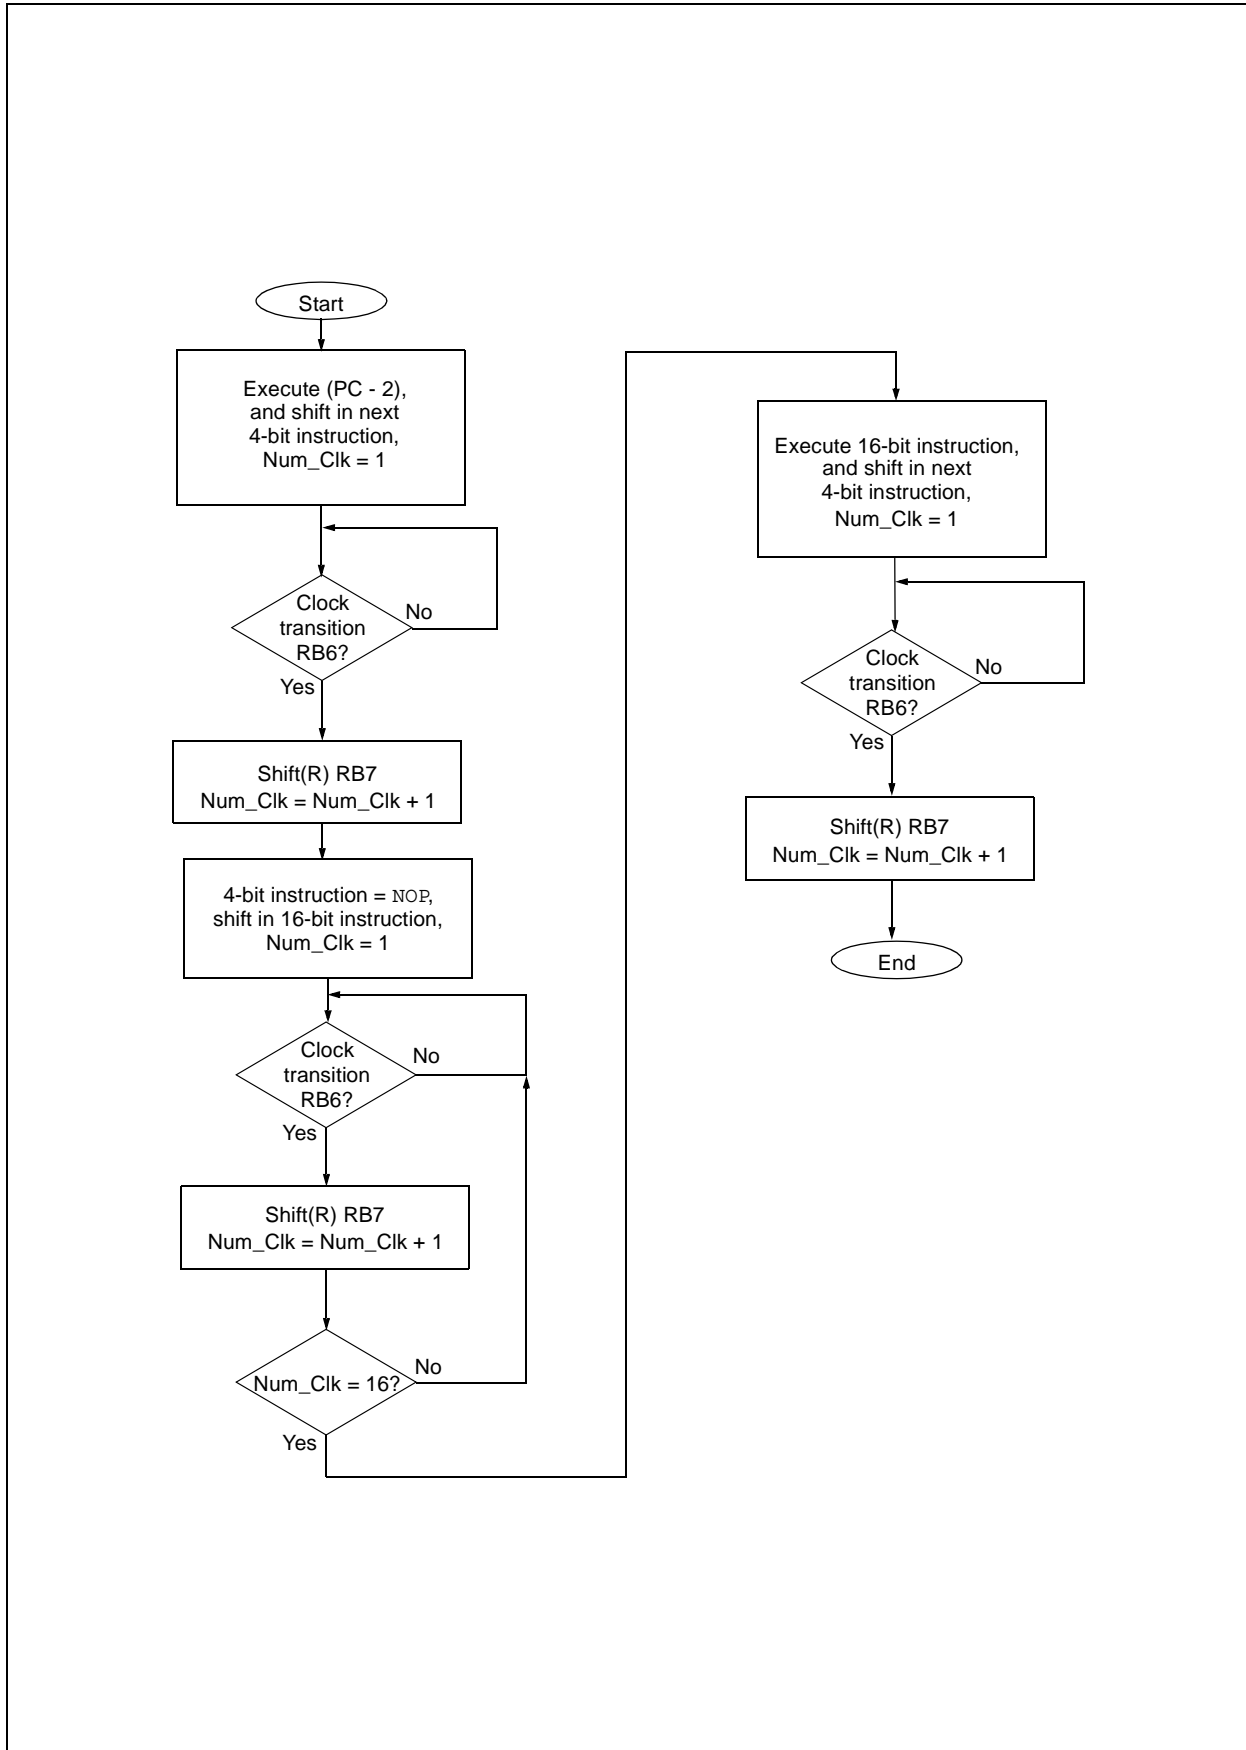 Start
Execute (PC - 2),
and shift in next
4-bit instruction,
Num_Clk = 1
Clock
transition
RB6?
No
Yes
Shift(R) RB7
Num_Clk = Num_Clk + 1
4-bit instruction = NOP,
shift in 16-bit instruction,
Num_Clk = 1
Clock
transition
RB6?
No
Yes
Shift(R) RB7
Num_Clk = Num_Clk + 1
Num_Clk = 16?
No
Yes
Execute 16-bit instruction,
and shift in next
4-bit instruction,
Num_Clk = 1
Clock
transition
RB6?
No
Yes
Shift(R) RB7
Num_Clk = Num_Clk + 1
End